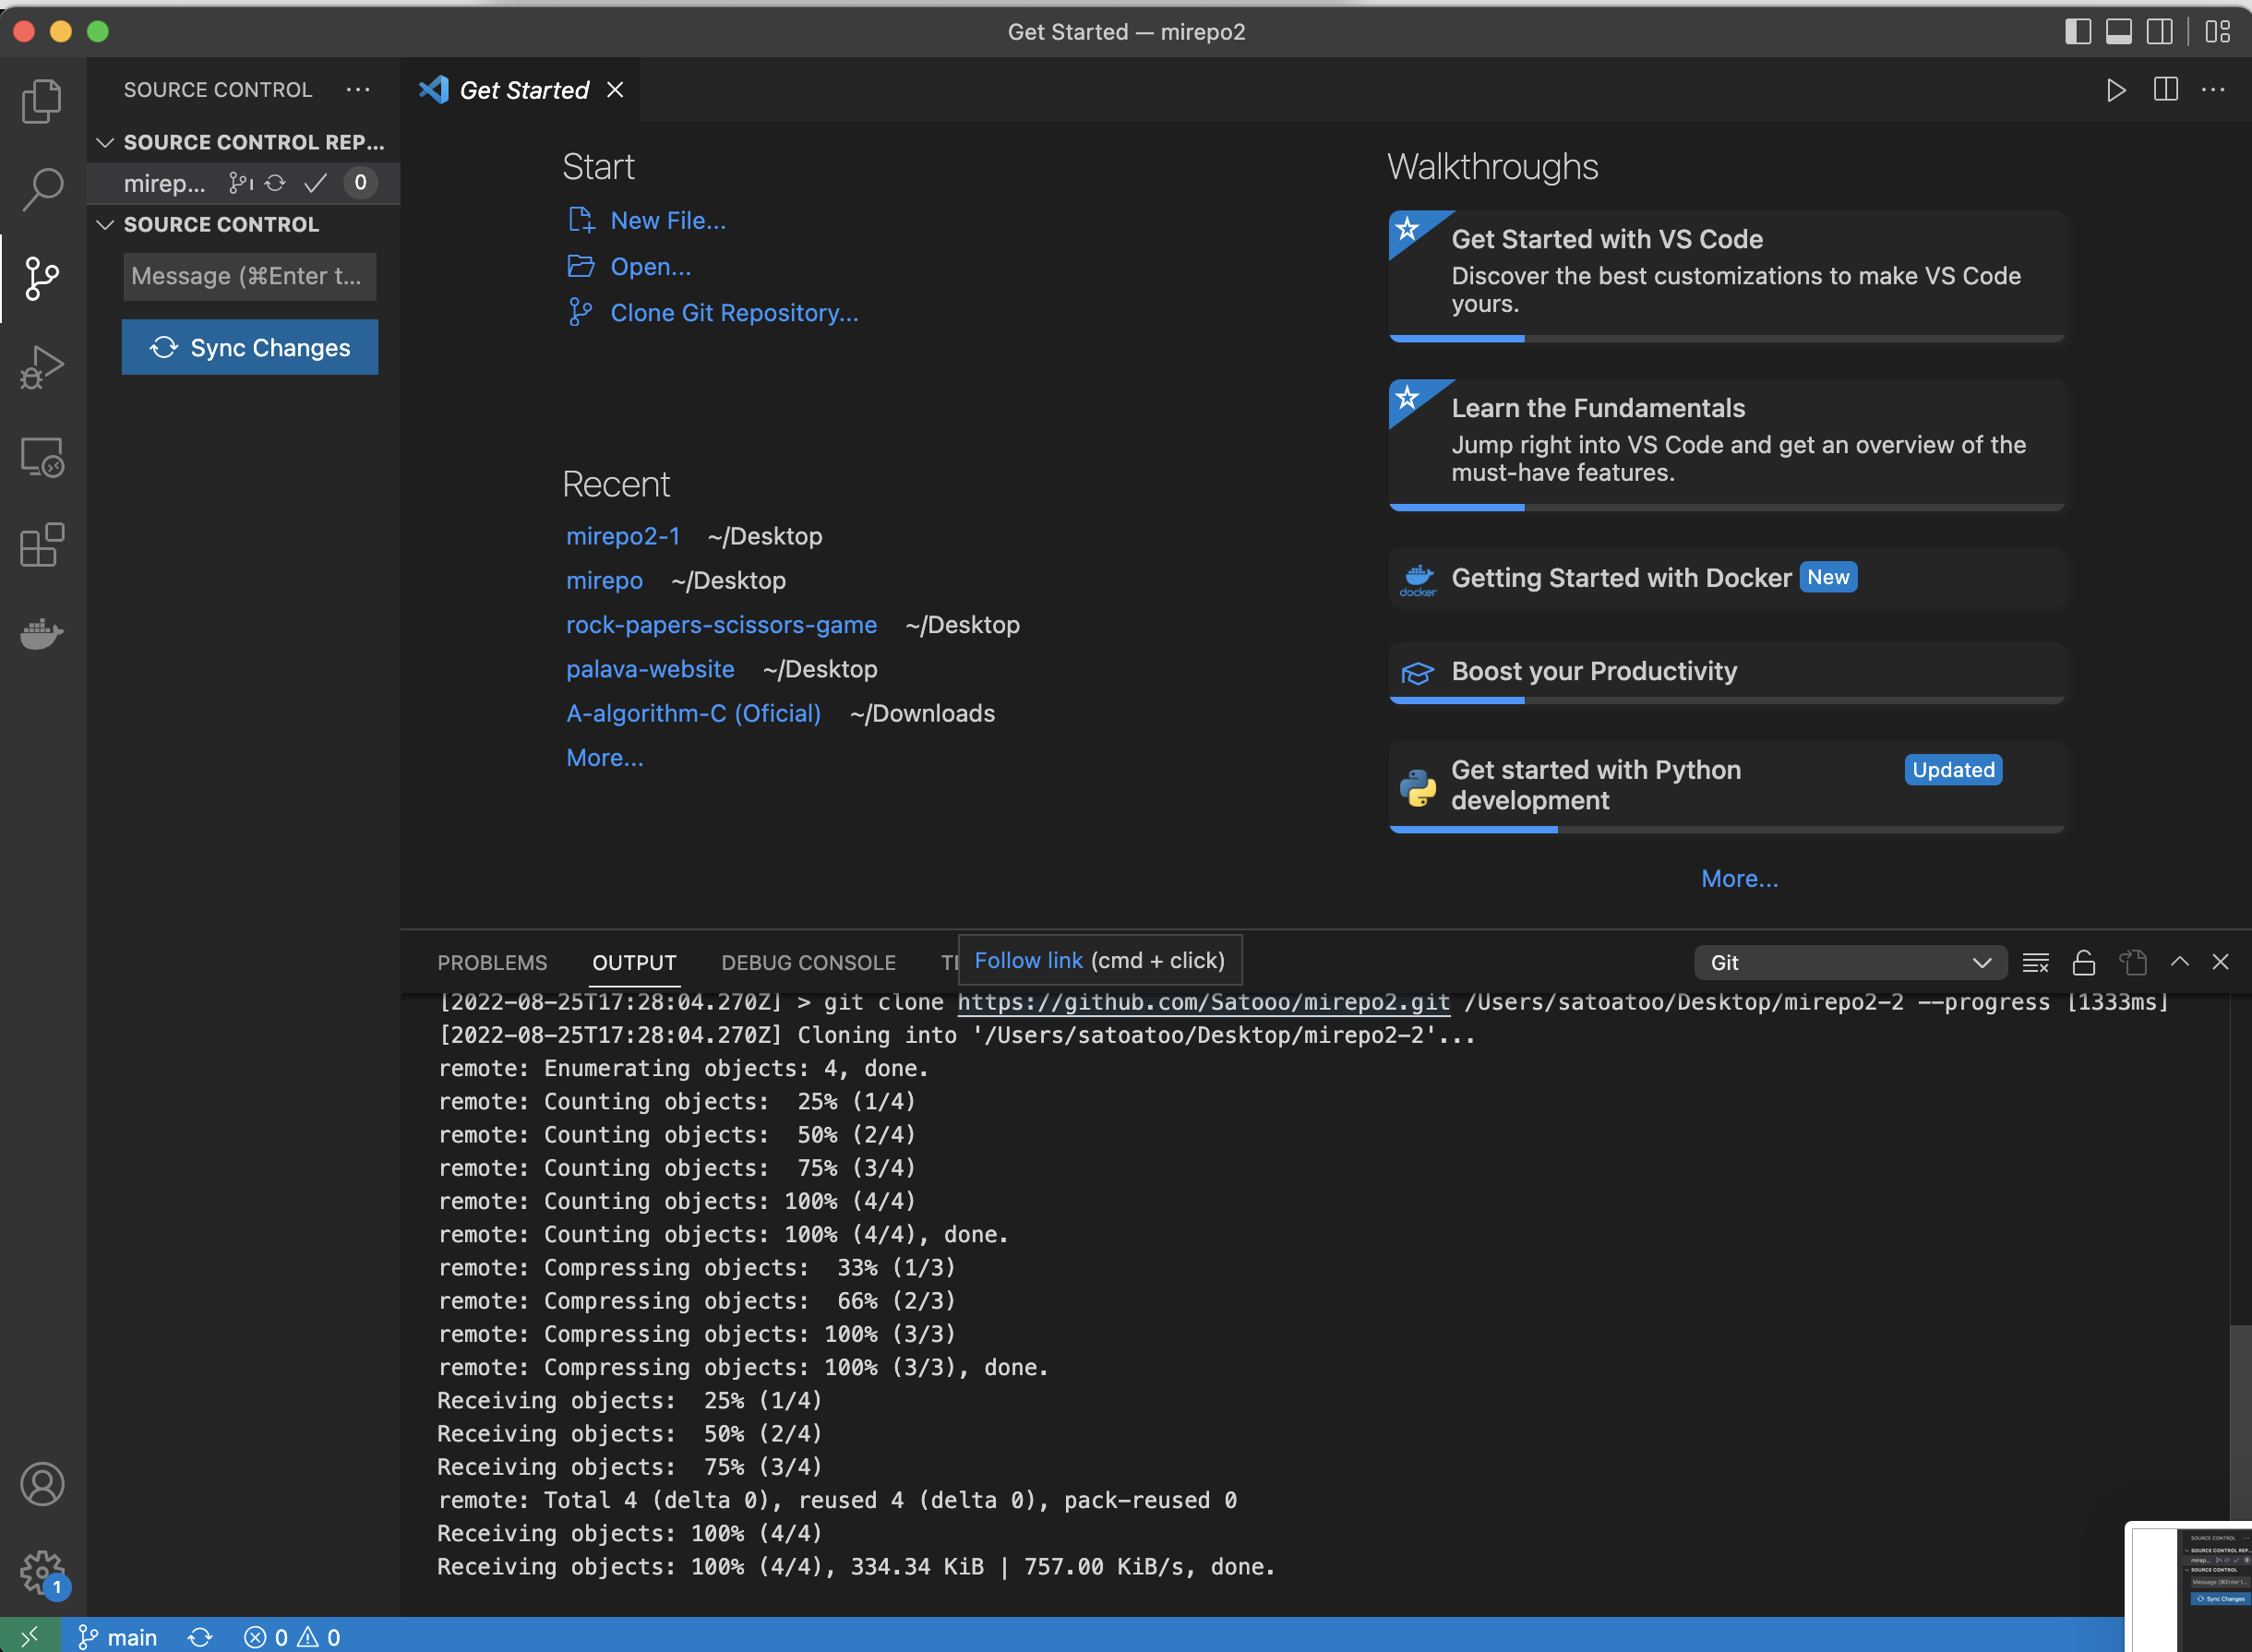 Get Started — mirepo2
SOURCE CONTROL
SOURCE CONTROL REP...
mirep...
0
SOURCE CONTROL
Message (⌘Enter t...
Sync Changes
Get Started
Start
New File...
Open...
Clone Git Repository...
Recent
mirepo2-1 ~/Desktop
mirepo ~/Desktop
rock-papers-scissors-game ~/Desktop
palava-website ~/Desktop
A-algorithm-C (Oficial) ~/Downloads
More...
Walkthroughs
Get Started with VS Code
Discover the best customizations to make VS Code
yours.
Learn the Fundamentals
Jump right into VS Code and get an overview of the
must-have features.
docker
Getting Started with Docker New
Boost your Productivity
Get started with Python
development
Updated
More...
PROBLEMS OUTPUT DEBUG CONSOLE
Follow link (cmd + click)
Git
[2022-08-25T17:28:04.270Z] > git clone https://github.com/Satooo/mirepo2.git /Users/satoatoo/Desktop/mirepo2-2 --progress [1333ms]
[2022-08-25T17:28:04.270Z] Cloning into '/Users/satoatoo/Desktop/mirepo2-2'...
remote: Enumerating objects: 4, done.
remote: Counting objects:  25% (1/4)
remote: Counting objects:  50% (2/4)
remote: Counting objects:  75% (3/4)
remote: Counting objects: 100% (4/4)
remote: Counting objects: 100% (4/4), done.
remote: Compressing objects:  33% (1/3)
remote: Compressing objects:  66% (2/3)
remote: Compressing objects: 100% (3/3)
remote: Compressing objects: 100% (3/3), done.
Receiving objects:  25% (1/4)
Receiving objects:  50% (2/4)
Receiving objects:  75% (3/4)
remote: Total 4 (delta 0), reused 4 (delta 0), pack-reused 0
Receiving objects: 100% (4/4)
Receiving objects: 100% (4/4), 334.34 KiB | 757.00 KiB/s, done.
1
main
0
0
SOURCE CONTROL
SOURCE CONTROL REP...
mirep...
SOURCE CONTROL
Message (⌘Enter t...
Sync Changes